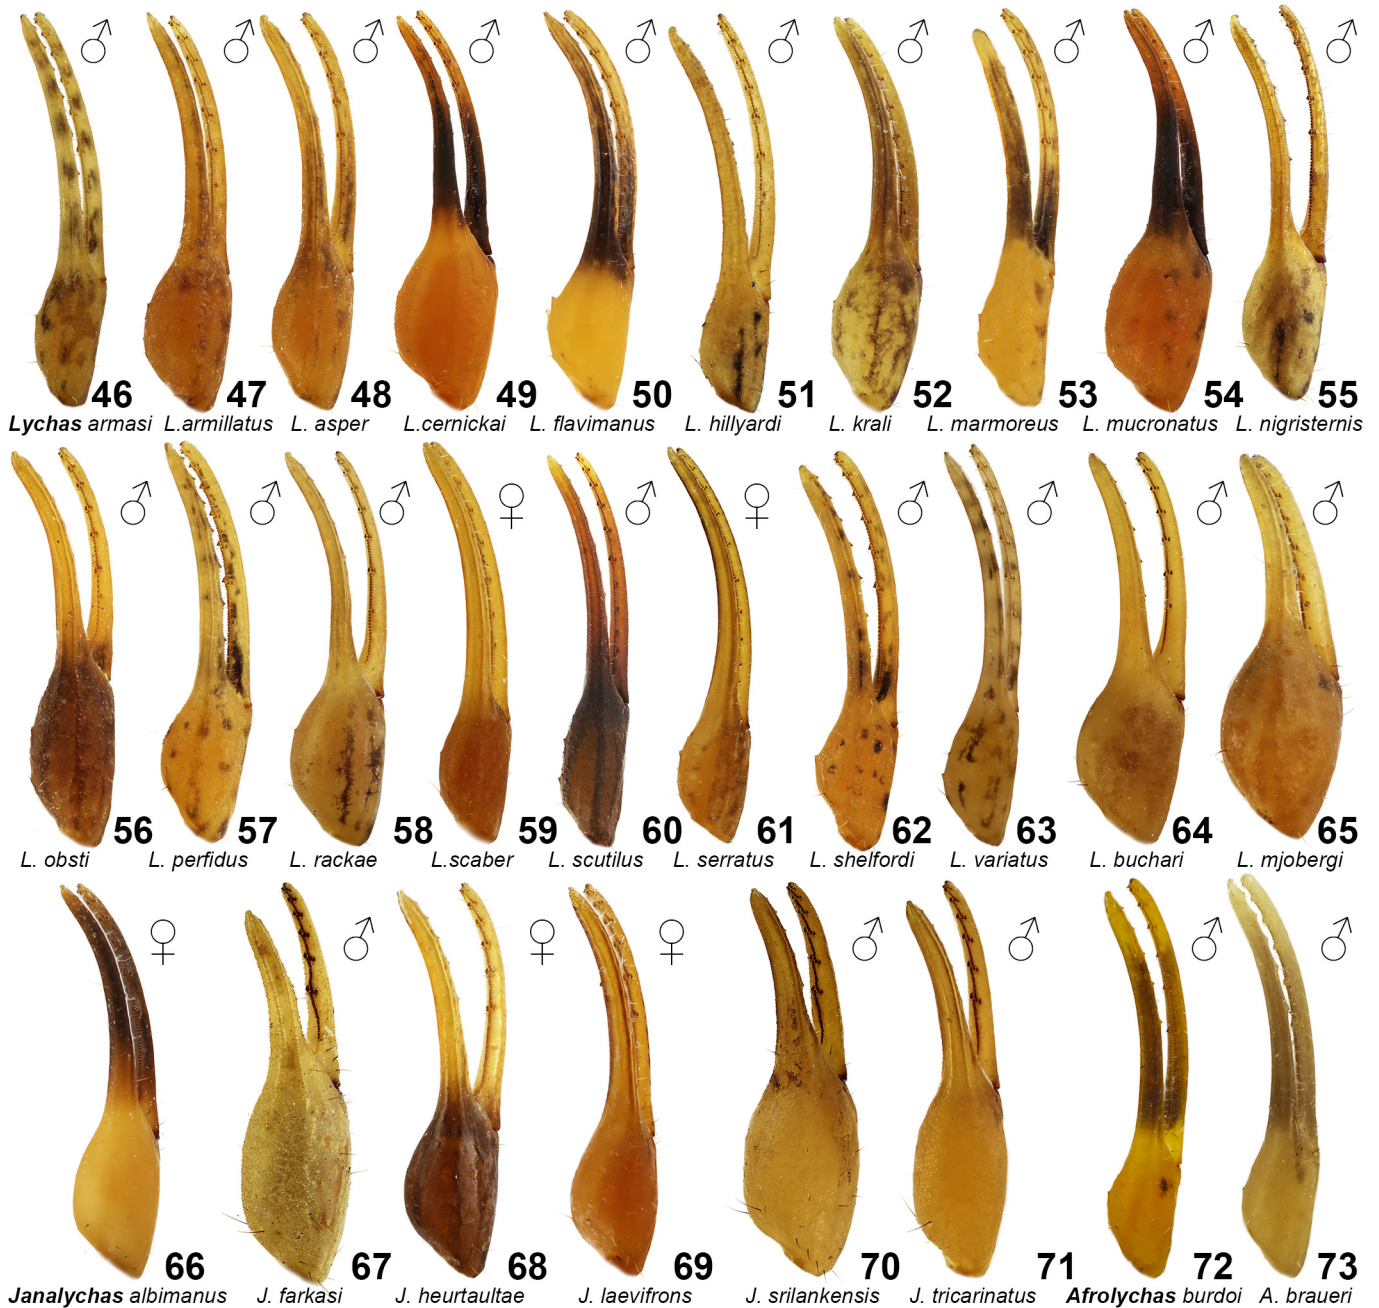 ♂ ♂ ♂ ♂ ♂ ♂ ♂ ♂ ♂ ♂
46 47 48 49 50 51 52 53 54 55
Lychas armasi L.armillatus L. asper L.cernickai L. flavimanus L. hillyardi L. krali L. marmoreus L. mucronatus L. nigristernis
♂ ♂ ♂ ♀ ♂ ♀ ♂ ♂ ♂ ♂
56 57 58 59 60 61 62 63 64 65
L. obsti L. perfidus L. rackae L.scaber L. scutilus L. serratus L. shelfordi L. variatus L. buchari L. mjobergi
♀ ♂ ♀ ♀ ♂ ♂ ♂ ♂
66 67 68 69 70 71 72 73
Janalychas albimanus J. farkasi J. heurtaultae J. laevifrons J. srilankensis J. tricarinatus Afrolychas burdoi A. braueri